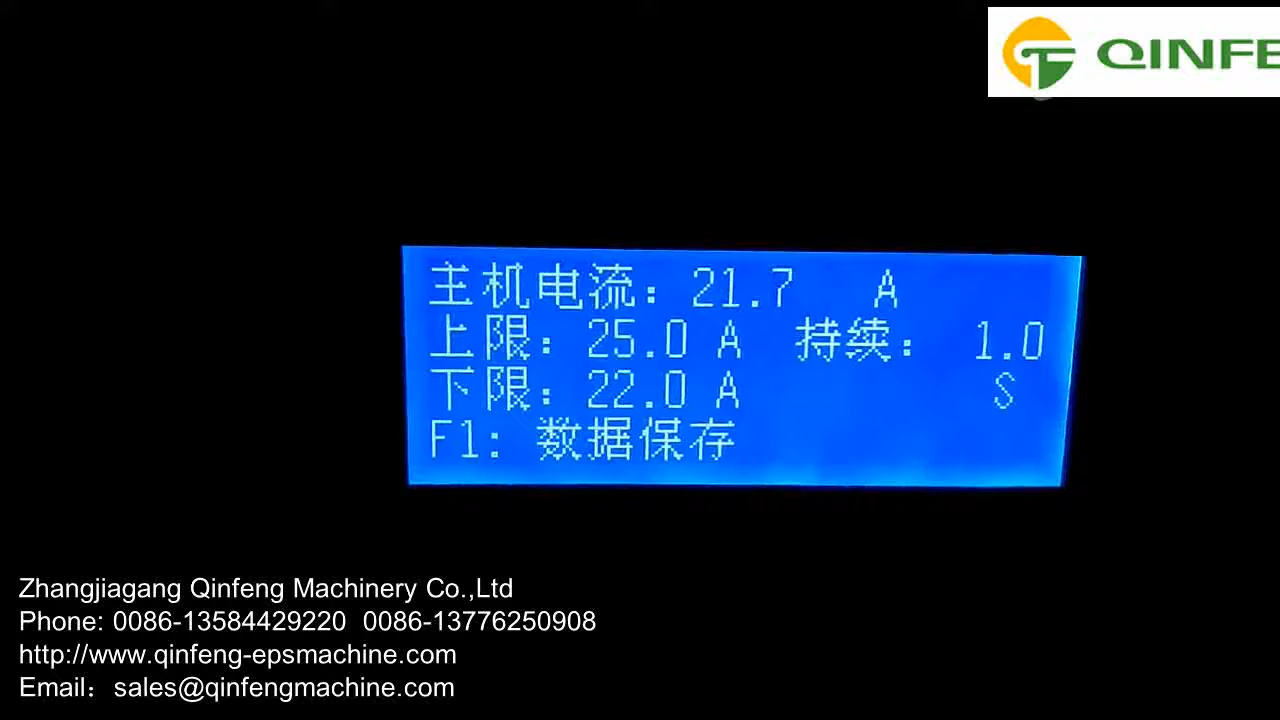 QINFE
主机电流：21.7 A
上限：25.0 A 持续： 1.0
下限：22.0 A S
F1：数据保存
Zhangjiagang Qinfeng Machinery Co.,Ltd
Phone: 0086-13584429220 0086-13776250908
http://www.qinfeng-epsmachine.com
Email：sales@qinfengmachine.com